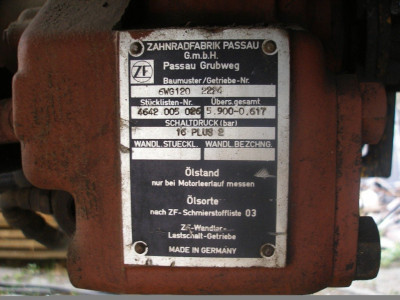 ZAHNRADFABRIK PASSAU
G.m.b.H.
Passau Grubweg
ZF
Baumuster/Getriebe-Nr.
6WG120 2284
Stücklisten-Nr. Übers.gesamt
4642 005 026 5.900-0.617
SCHALTDRUCK (bar)
16 PLUS 2
WANDL.STUECKL. WANDL.BEZCHNG.
Ölstand
nur bei Motorleerlauf messen
Ölsorte
nach ZF-Schmierstoffliste 03
ZF-Wandler-
Lastschalt-Getriebe
MADE IN GERMANY